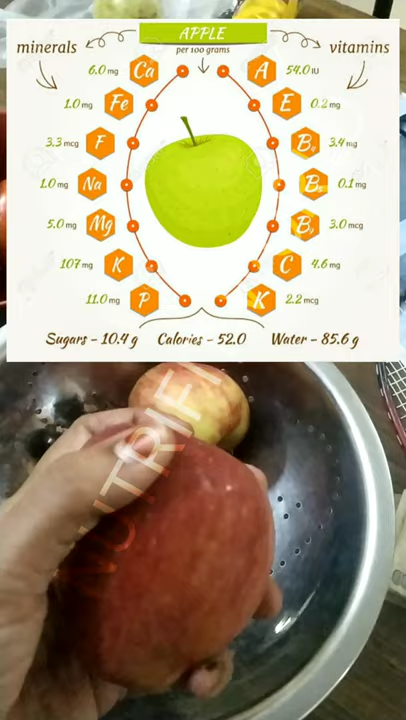 APPLE
per 100 grams
minerals
vitamins
6.0 mg Ca
A 54.0 IU
1.0 mg Fe
E 0.2 mg
3.3 mcg F
3.4 mg
1.0 mg Na
0.1 mg
5.0 mg Mg
3.0 mcg
107 mg K
C 4.6 mg
11.0 mg P
K 2.2 mcg
Sugars - 10.4 g Calories - 52.0 Water - 85.6 g
NUTRIFI